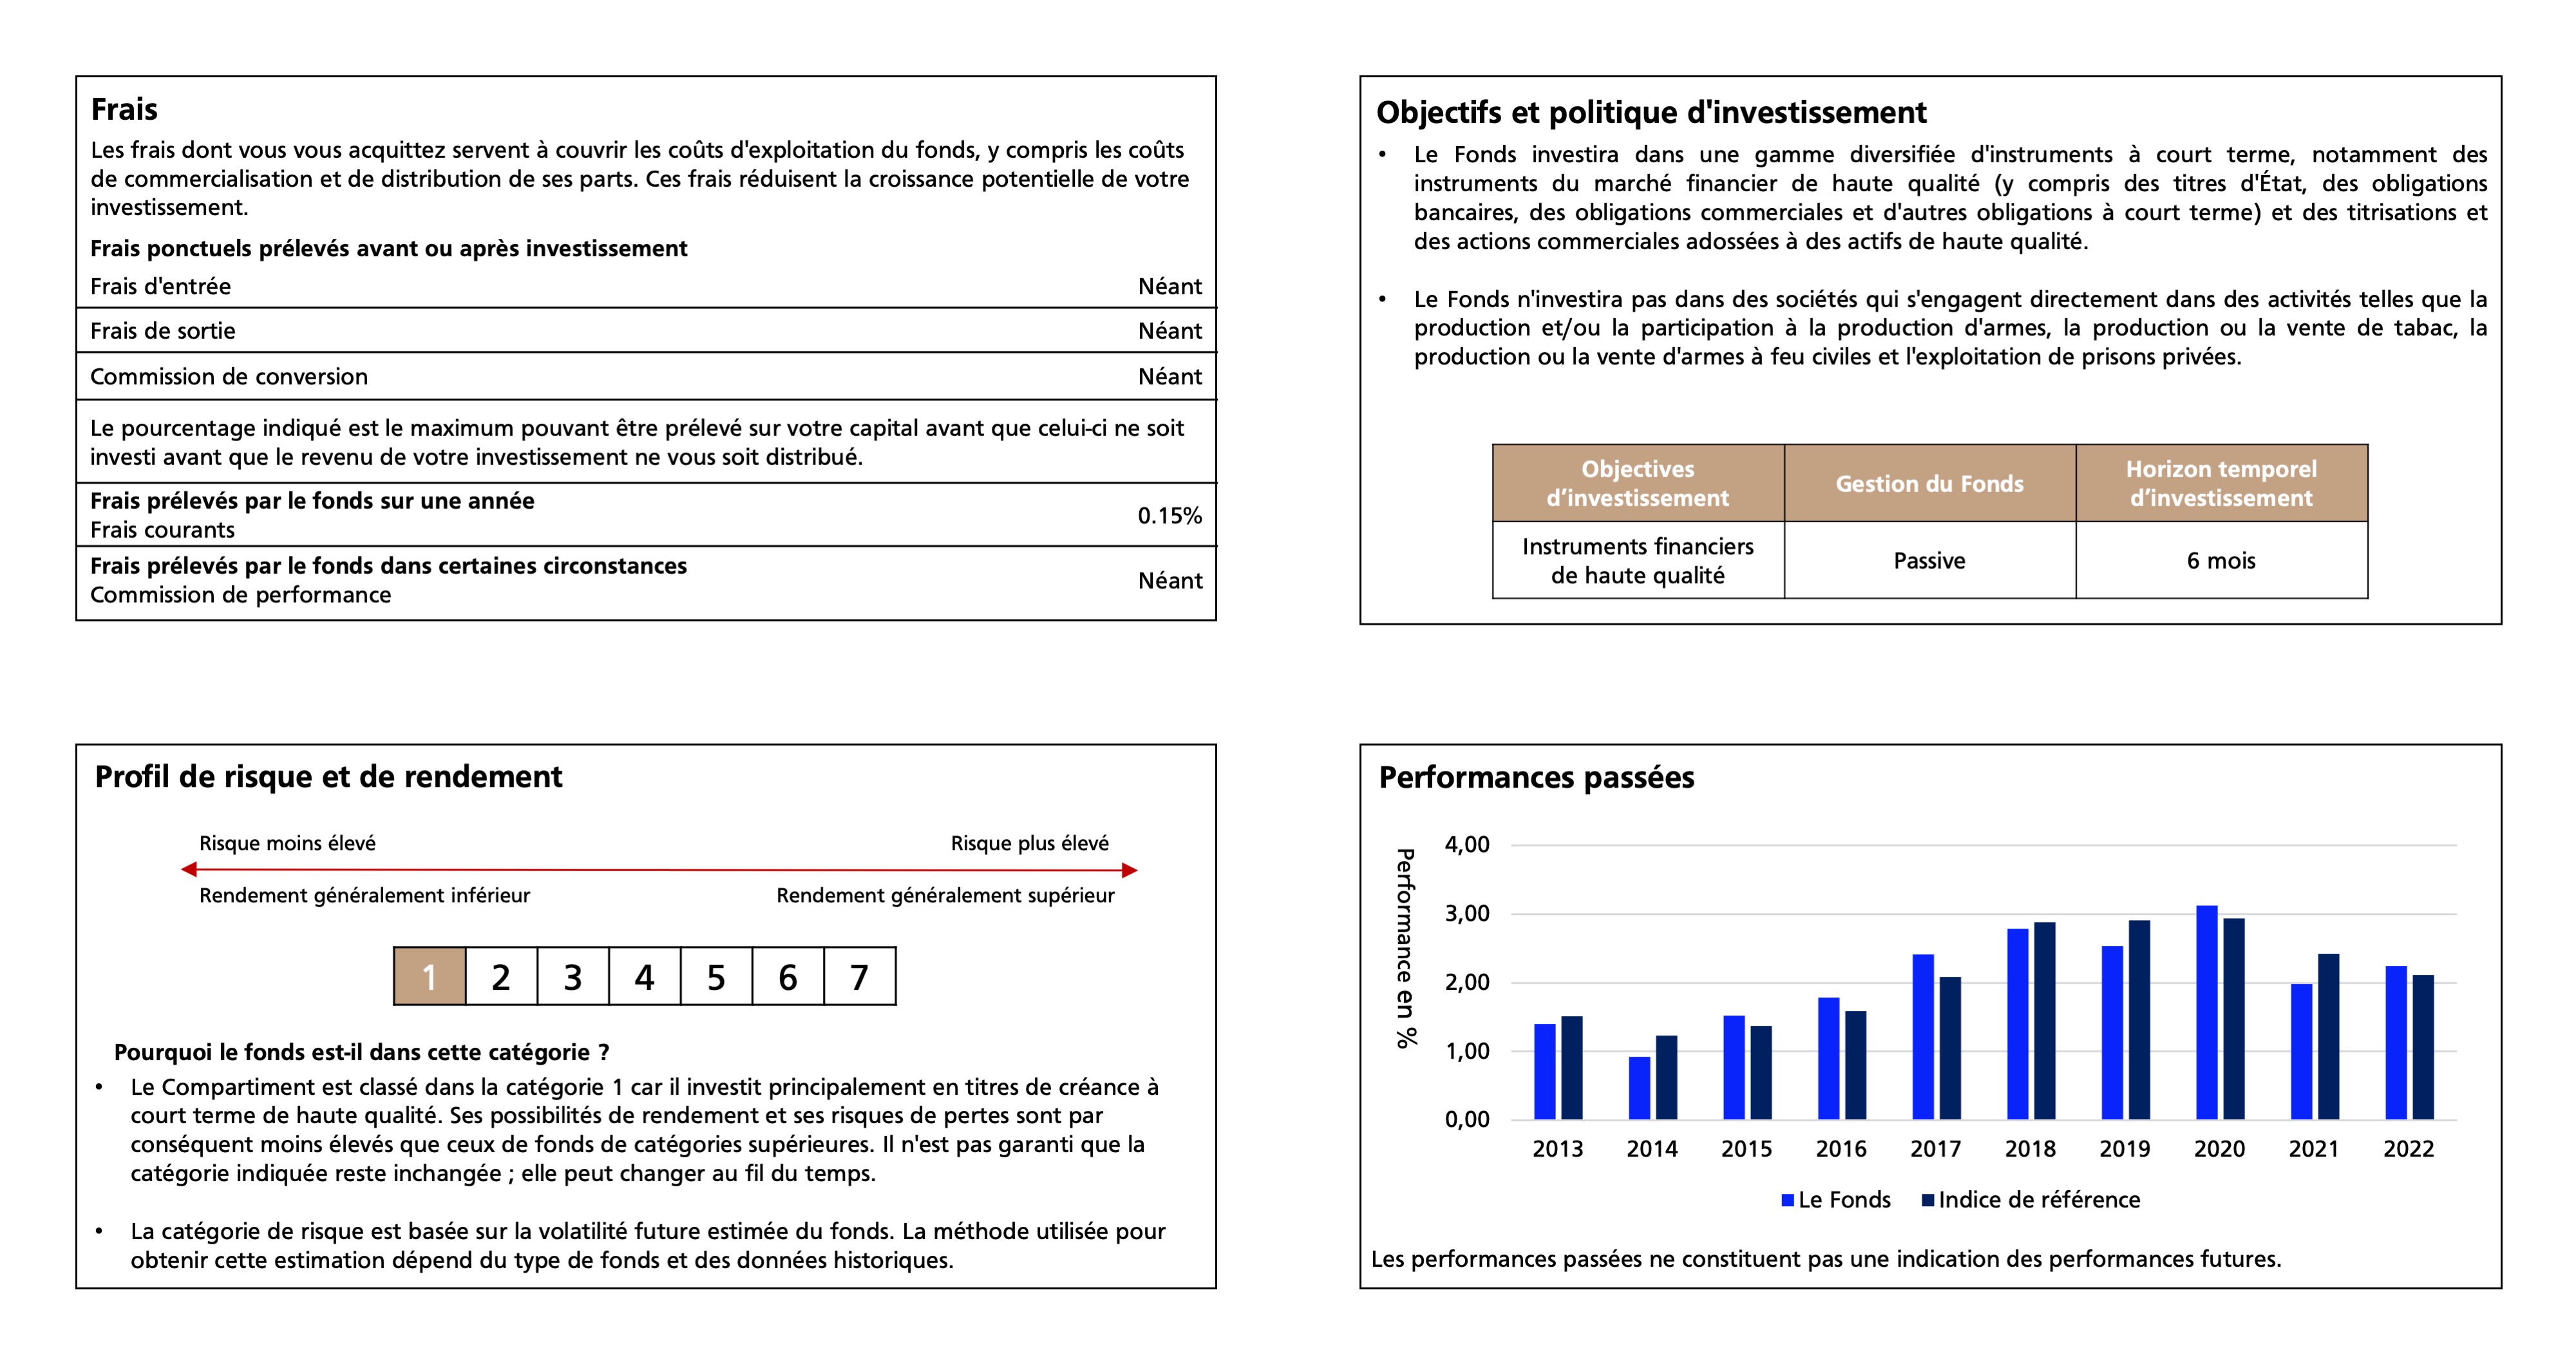 Frais
Les frais dont vous vous acquittez servent à couvrir les coûts d'exploitation du fonds, y compris les coûts
de commercialisation et de distribution de ses parts. Ces frais réduisent la croissance potentielle de votre
investissement.
Frais ponctuels prélevés avant ou après investissement
Frais d'entrée Néant
Frais de sortie Néant
Commission de conversion Néant
Le pourcentage indiqué est le maximum pouvant être prélevé sur votre capital avant que celui-ci ne soit
investi avant que le revenu de votre investissement ne vous soit distribué.
Frais prélevés par le fonds sur une année
Frais courants 0.15%
Frais prélevés par le fonds dans certaines circonstances
Commission de performance Néant
Objectifs et politique d'investissement
• Le Fonds investira dans une gamme diversifiée d'instruments à court terme, notamment des
instruments du marché financier de haute qualité (y compris des titres d'État, des obligations
bancaires, des obligations commerciales et d'autres obligations à court terme) et des titrisations et
des actions commerciales adossées à des actifs de haute qualité.
• Le Fonds n'investira pas dans des sociétés qui s'engagent directement dans des activités telles que la
production et/ou la participation à la production d'armes, la production ou la vente de tabac, la
production ou la vente d'armes à feu civiles et l'exploitation de prisons privées.
Objectives
d’investissement
Gestion du Fonds
Horizon temporel
d’investissement
Instruments financiers
de haute qualité
Passive
6 mois
Profil de risque et de rendement
Risque moins élevé Risque plus élevé
Rendement généralement inférieur Rendement généralement supérieur
1 2 3 4 5 6 7
Pourquoi le fonds est-il dans cette catégorie ?
• Le Compartiment est classé dans la catégorie 1 car il investit principalement en titres de créance à
court terme de haute qualité. Ses possibilités de rendement et ses risques de pertes sont par
conséquent moins élevés que ceux de fonds de catégories supérieures. Il n'est pas garanti que la
catégorie indiquée reste inchangée ; elle peut changer au fil du temps.
• La catégorie de risque est basée sur la volatilité future estimée du fonds. La méthode utilisée pour
obtenir cette estimation dépend du type de fonds et des données historiques.
Performances passées
Performance en %
4,00
3,00
2,00
1,00
0,00
2013 2014 2015 2016 2017 2018 2019 2020 2021 2022
Le Fonds Indice de référence
Les performances passées ne constituent pas une indication des performances futures.